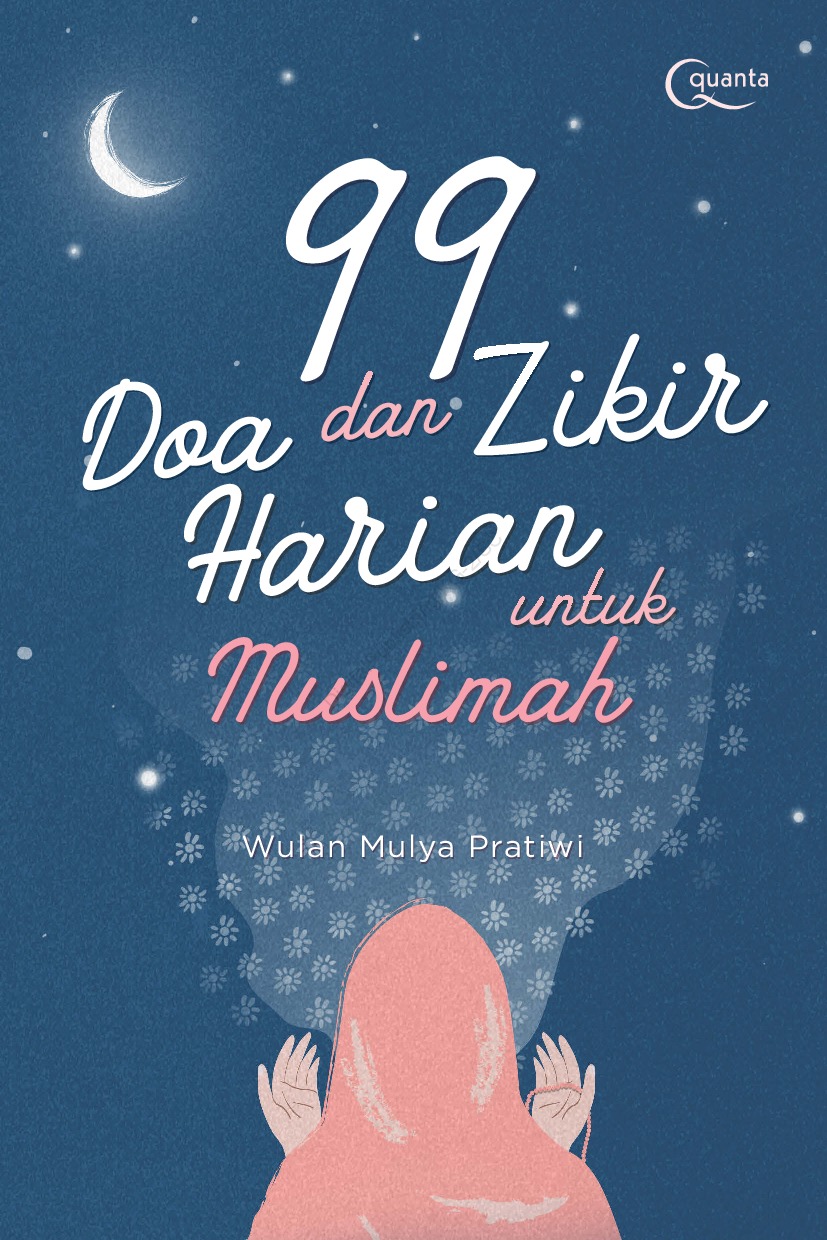 quanta
99
Doa dan Zikir
Harian
untuk
Muslimah
Wulan Mulya Pratiwi